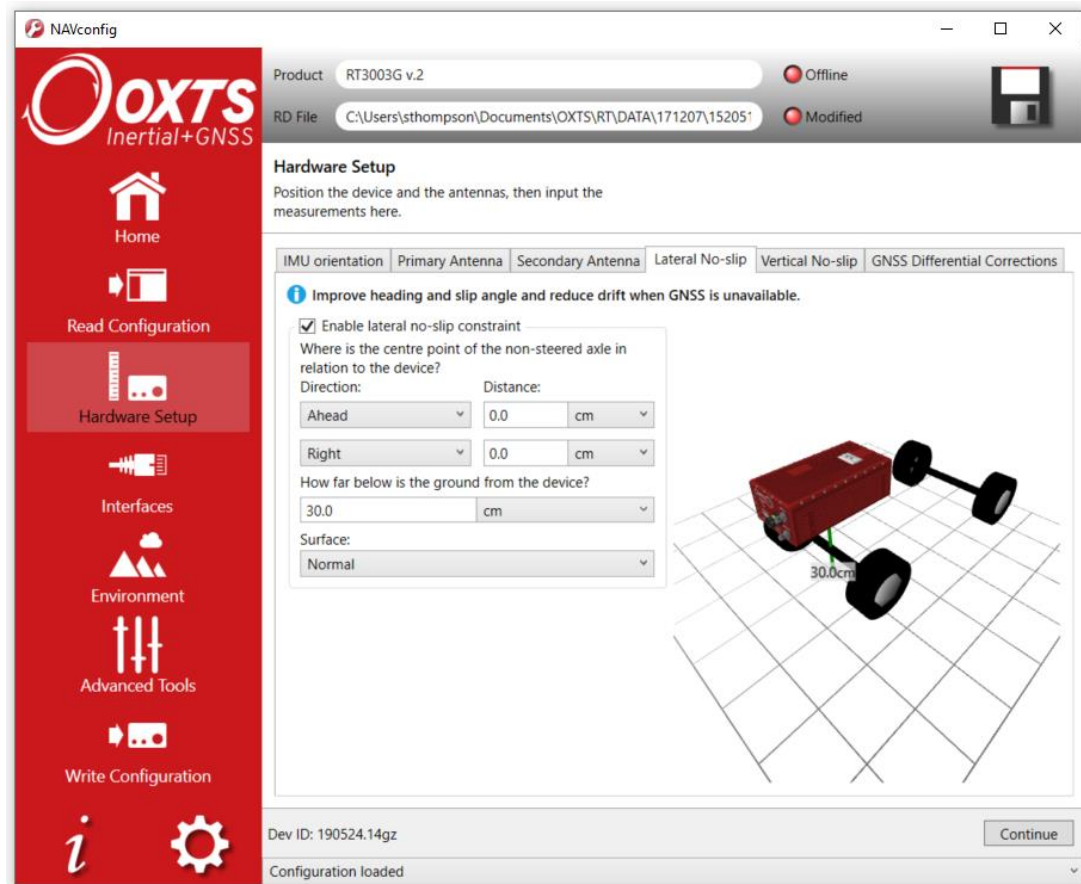 NAVconfig
OXTS
Inertial+GNSS
Product RT3003G v.2 Offline
RD File C:\Users\sthompson\Documents\OXTS\RT\DATA\171207\152051 Modified
Hardware Setup
Position the device and the antennas, then input the
measurements here.
Home
Read Configuration
Hardware Setup
Interfaces
Environment
Advanced Tools
Write Configuration
IMU orientation Primary Antenna Secondary Antenna Lateral No-slip Vertical No-slip GNSS Differential Corrections
Improve heading and slip angle and reduce drift when GNSS is unavailable.
Enable lateral no-slip constraint
Where is the centre point of the non-steered axle in
relation to the device?
Direction: Distance:
Ahead 0.0 cm
Right 0.0 cm
How far below is the ground from the device?
30.0 cm
Surface:
Normal
30.0cm
Dev ID: 190524.14gz Continue
Configuration loaded